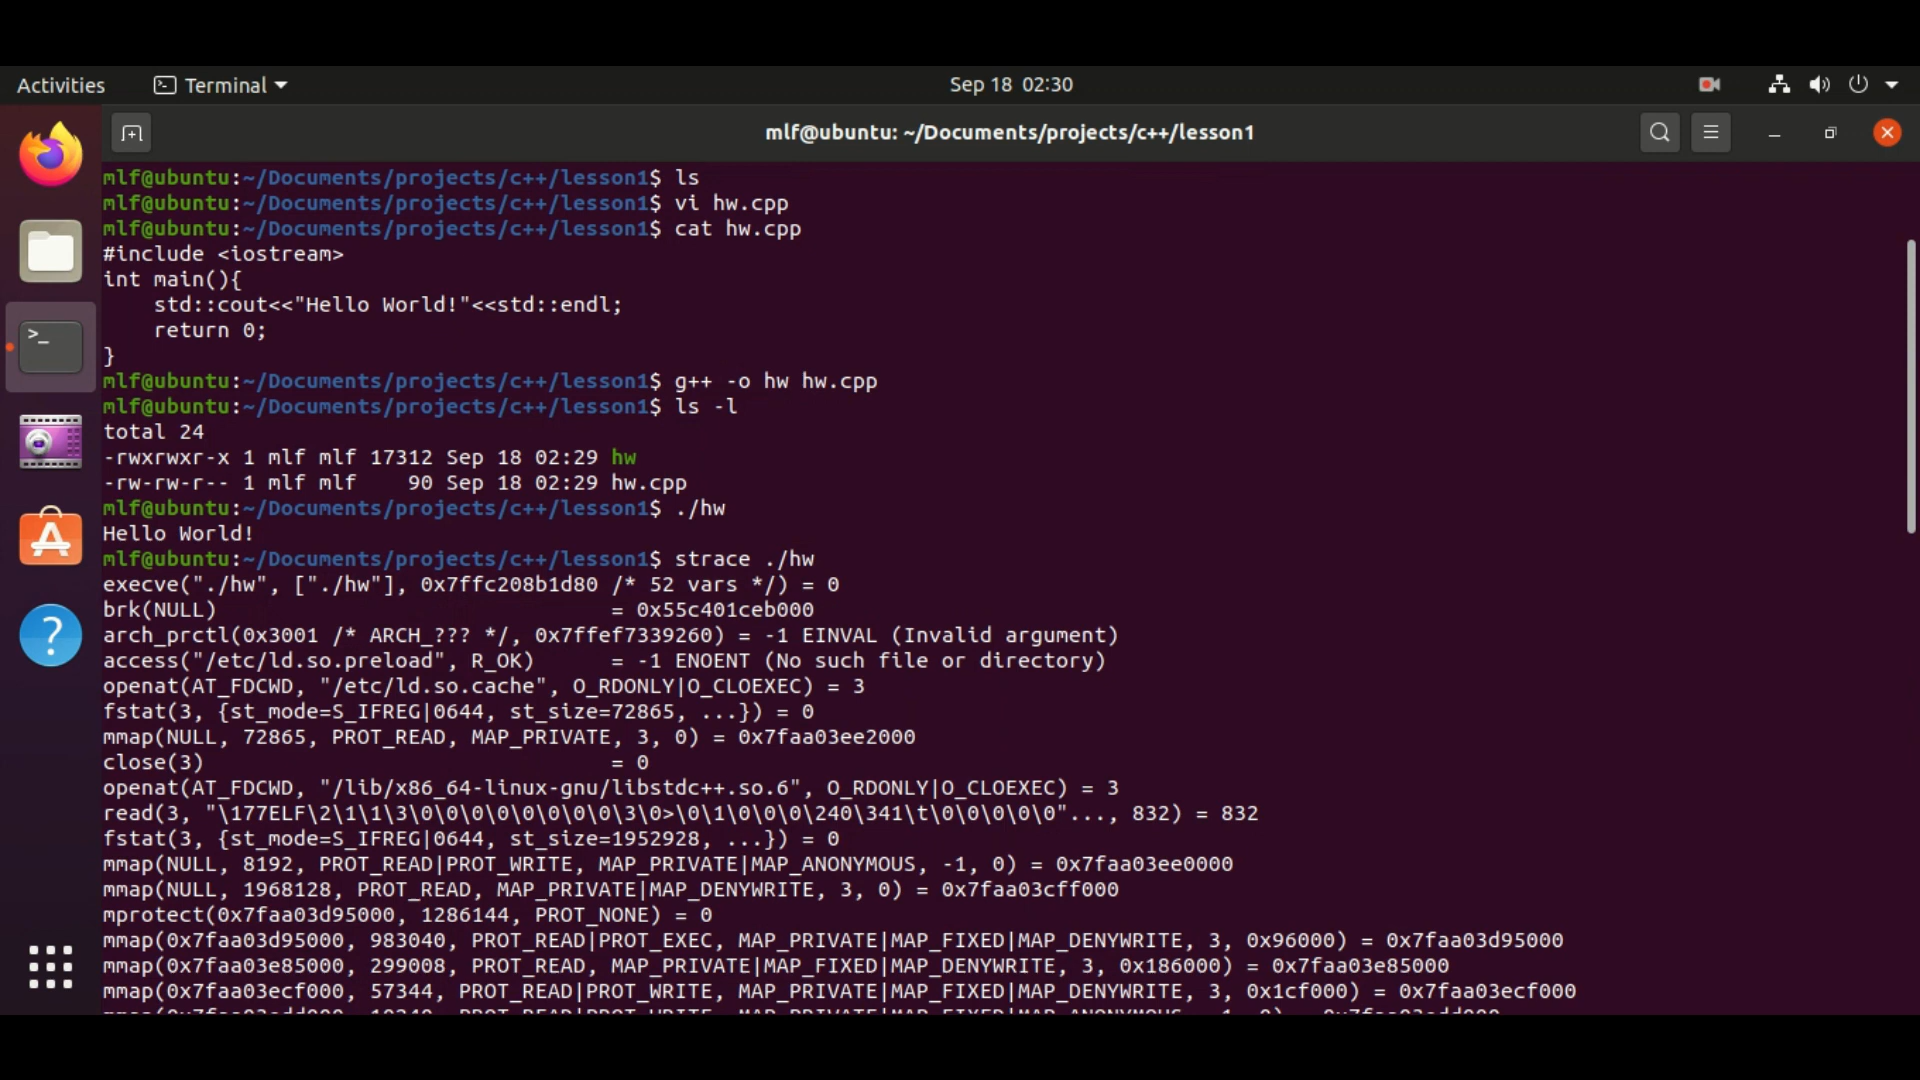 Activities
Terminal
Sep 18 02:30
mlf@ubuntu: ~/Documents/projects/c++/lesson1
mlf@ubuntu:~/Documents/projects/c++/lesson1$ ls
mlf@ubuntu:~/Documents/projects/c++/lesson1$ vi hw.cpp
mlf@ubuntu:~/Documents/projects/c++/lesson1$ cat hw.cpp
#include <iostream>
int main(){
    std::cout<<"Hello World!"<<std::endl;
    return 0;
}
mlf@ubuntu:~/Documents/projects/c++/lesson1$ g++ -o hw hw.cpp
mlf@ubuntu:~/Documents/projects/c++/lesson1$ ls -l
total 24
-rwxrwxr-x 1 mlf mlf 17312 Sep 18 02:29 hw
-rw-rw-r-- 1 mlf mlf    90 Sep 18 02:29 hw.cpp
mlf@ubuntu:~/Documents/projects/c++/lesson1$ ./hw
Hello World!
mlf@ubuntu:~/Documents/projects/c++/lesson1$ strace ./hw
execve("./hw", ["./hw"], 0x7ffc208b1d80 /* 52 vars */) = 0
brk(NULL)                               = 0x55c401ceb000
arch_prctl(0x3001 /* ARCH_??? */, 0x7ffef7339260) = -1 EINVAL (Invalid argument)
access("/etc/ld.so.preload", R_OK)      = -1 ENOENT (No such file or directory)
openat(AT_FDCWD, "/etc/ld.so.cache", O_RDONLY|O_CLOEXEC) = 3
fstat(3, {st_mode=S_IFREG|0644, st_size=72865, ...}) = 0
mmap(NULL, 72865, PROT_READ, MAP_PRIVATE, 3, 0) = 0x7faa03ee2000
close(3)                                = 0
openat(AT_FDCWD, "/lib/x86_64-linux-gnu/libstdc++.so.6", O_RDONLY|O_CLOEXEC) = 3
read(3, "\177ELF\2\1\1\3\0\0\0\0\0\0\0\0\3\0>\0\1\0\0\0\240\341\t\0\0\0\0\0"..., 832) = 832
fstat(3, {st_mode=S_IFREG|0644, st_size=1952928, ...}) = 0
mmap(NULL, 8192, PROT_READ|PROT_WRITE, MAP_PRIVATE|MAP_ANONYMOUS, -1, 0) = 0x7faa03ee0000
mmap(NULL, 1968128, PROT_READ, MAP_PRIVATE|MAP_DENYWRITE, 3, 0) = 0x7faa03cff000
mprotect(0x7faa03d95000, 1286144, PROT_NONE) = 0
mmap(0x7faa03d95000, 983040, PROT_READ|PROT_EXEC, MAP_PRIVATE|MAP_FIXED|MAP_DENYWRITE, 3, 0x96000) = 0x7faa03d95000
mmap(0x7faa03e85000, 299008, PROT_READ, MAP_PRIVATE|MAP_FIXED|MAP_DENYWRITE, 3, 0x186000) = 0x7faa03e85000
mmap(0x7faa03ecf000, 57344, PROT_READ|PROT_WRITE, MAP_PRIVATE|MAP_FIXED|MAP_DENYWRITE, 3, 0x1cf000) = 0x7faa03ecf000